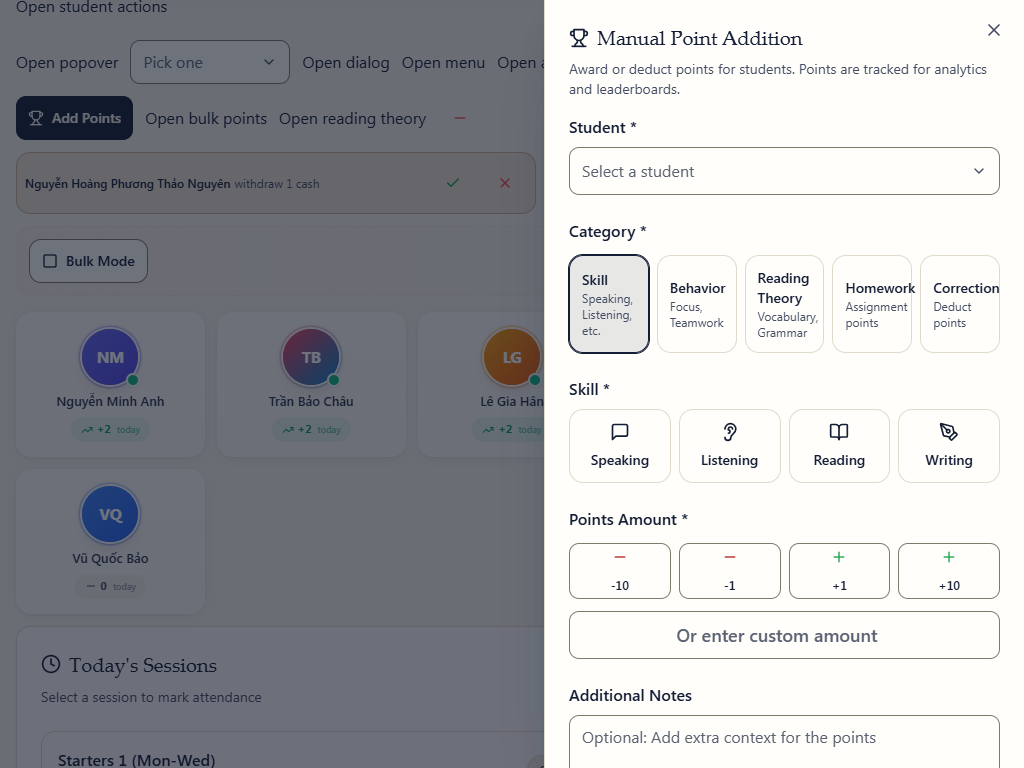 Open student actions
Open popover
Pick one
Open dialog
Open menu
Open a
Add Points
Open bulk points
Open reading theory
Nguyễn Hoàng Phương Thảo Nguyên withdraw 1 cash
Bulk Mode
NM
Nguyễn Minh Anh
+2 today
TB
Trần Bảo Châu
+2 today
LG
Lê Gia Hân
+2 today
VQ
Vũ Quốc Bảo
0 today
Today's Sessions
Select a session to mark attendance
Starters 1 (Mon-Wed)
Manual Point Addition
Award or deduct points for students. Points are tracked for analytics
and leaderboards.
Student *
Select a student
Category *
Skill
Speaking,
Listening,
etc.
Behavior
Focus,
Teamwork
Reading
Theory
Vocabulary,
Grammar
Homework
Assignment
points
Correction
Deduct
points
Skill *
Speaking
Listening
Reading
Writing
Points Amount *
-10
-1
+1
+10
Or enter custom amount
Additional Notes
Optional: Add extra context for the points